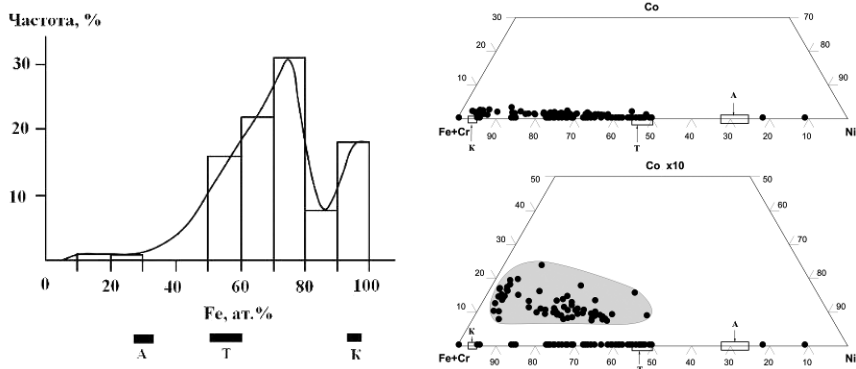 Частота, %
30
20
10
0 20 40 60 80 100
Fe, ат.%
А Т К
Co
30 70
20 80
10 90
А
Fe+Cr Ni
К Т
90 80 70 60 50 40 30 20 10
Co x10
50 50
40 60
30 70
20 80
10 90
К А
Fe+Cr Ni
Т
90 80 70 60 50 40 30 20 10